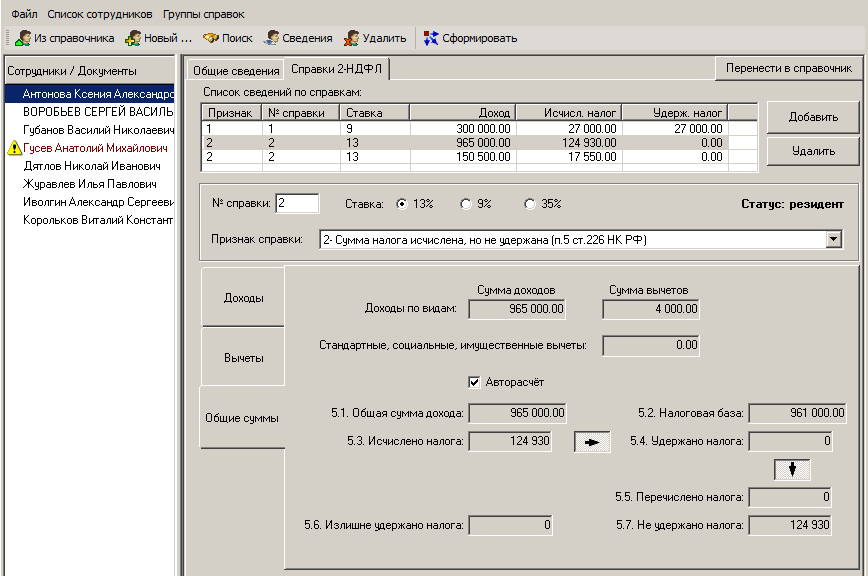 Файл Список сотрудников Группы справок
Из справочника Новый ... Поиск Сведения Удалить Сформировать
Сотрудники / Документы
Антонова Ксения Александро
ВОРОБЬЕВ СЕРГЕЙ ВАСИЛЬ
Губанов Василий Николаевич
Гусев Анатолий Михайлович
Дятлов Николай Иванович
Журавлев Илья Павлович
Иволгин Александр Сергееви
Корольков Виталий Констант
Общие сведения Справки 2-НДФЛ Перенести в справочник
Список сведений по справкам:
Признак № справки Ставка Доход Исчисл. налог Удерж. налог
1 1 9 300 000.00 27 000.00 27 000.00
2 2 13 965 000.00 124 930.00 0.00
2 2 13 150 500.00 17 550.00 0.00
Добавить
Удалить
№ справки: 2 Ставка: 13% 9% 35% Статус: резидент
Признак справки: 2- Сумма налога исчислена, но не удержана (п.5 ст.226 НК РФ)
Доходы
Вычеты
Общие суммы
Сумма доходов Сумма вычетов
Доходы по видам: 965 000.00 4 000.00
Стандартные, социальные, имущественные вычеты: 0.00
Авторасчёт
5.1. Общая сумма дохода: 965 000.00 5.2. Налоговая база: 961 000.00
5.3. Исчислено налога: 124 930 5.4. Удержано налога: 0
5.5. Перечислено налога: 0
5.6. Излишне удержано налога: 0 5.7. Не удержано налога: 124 930